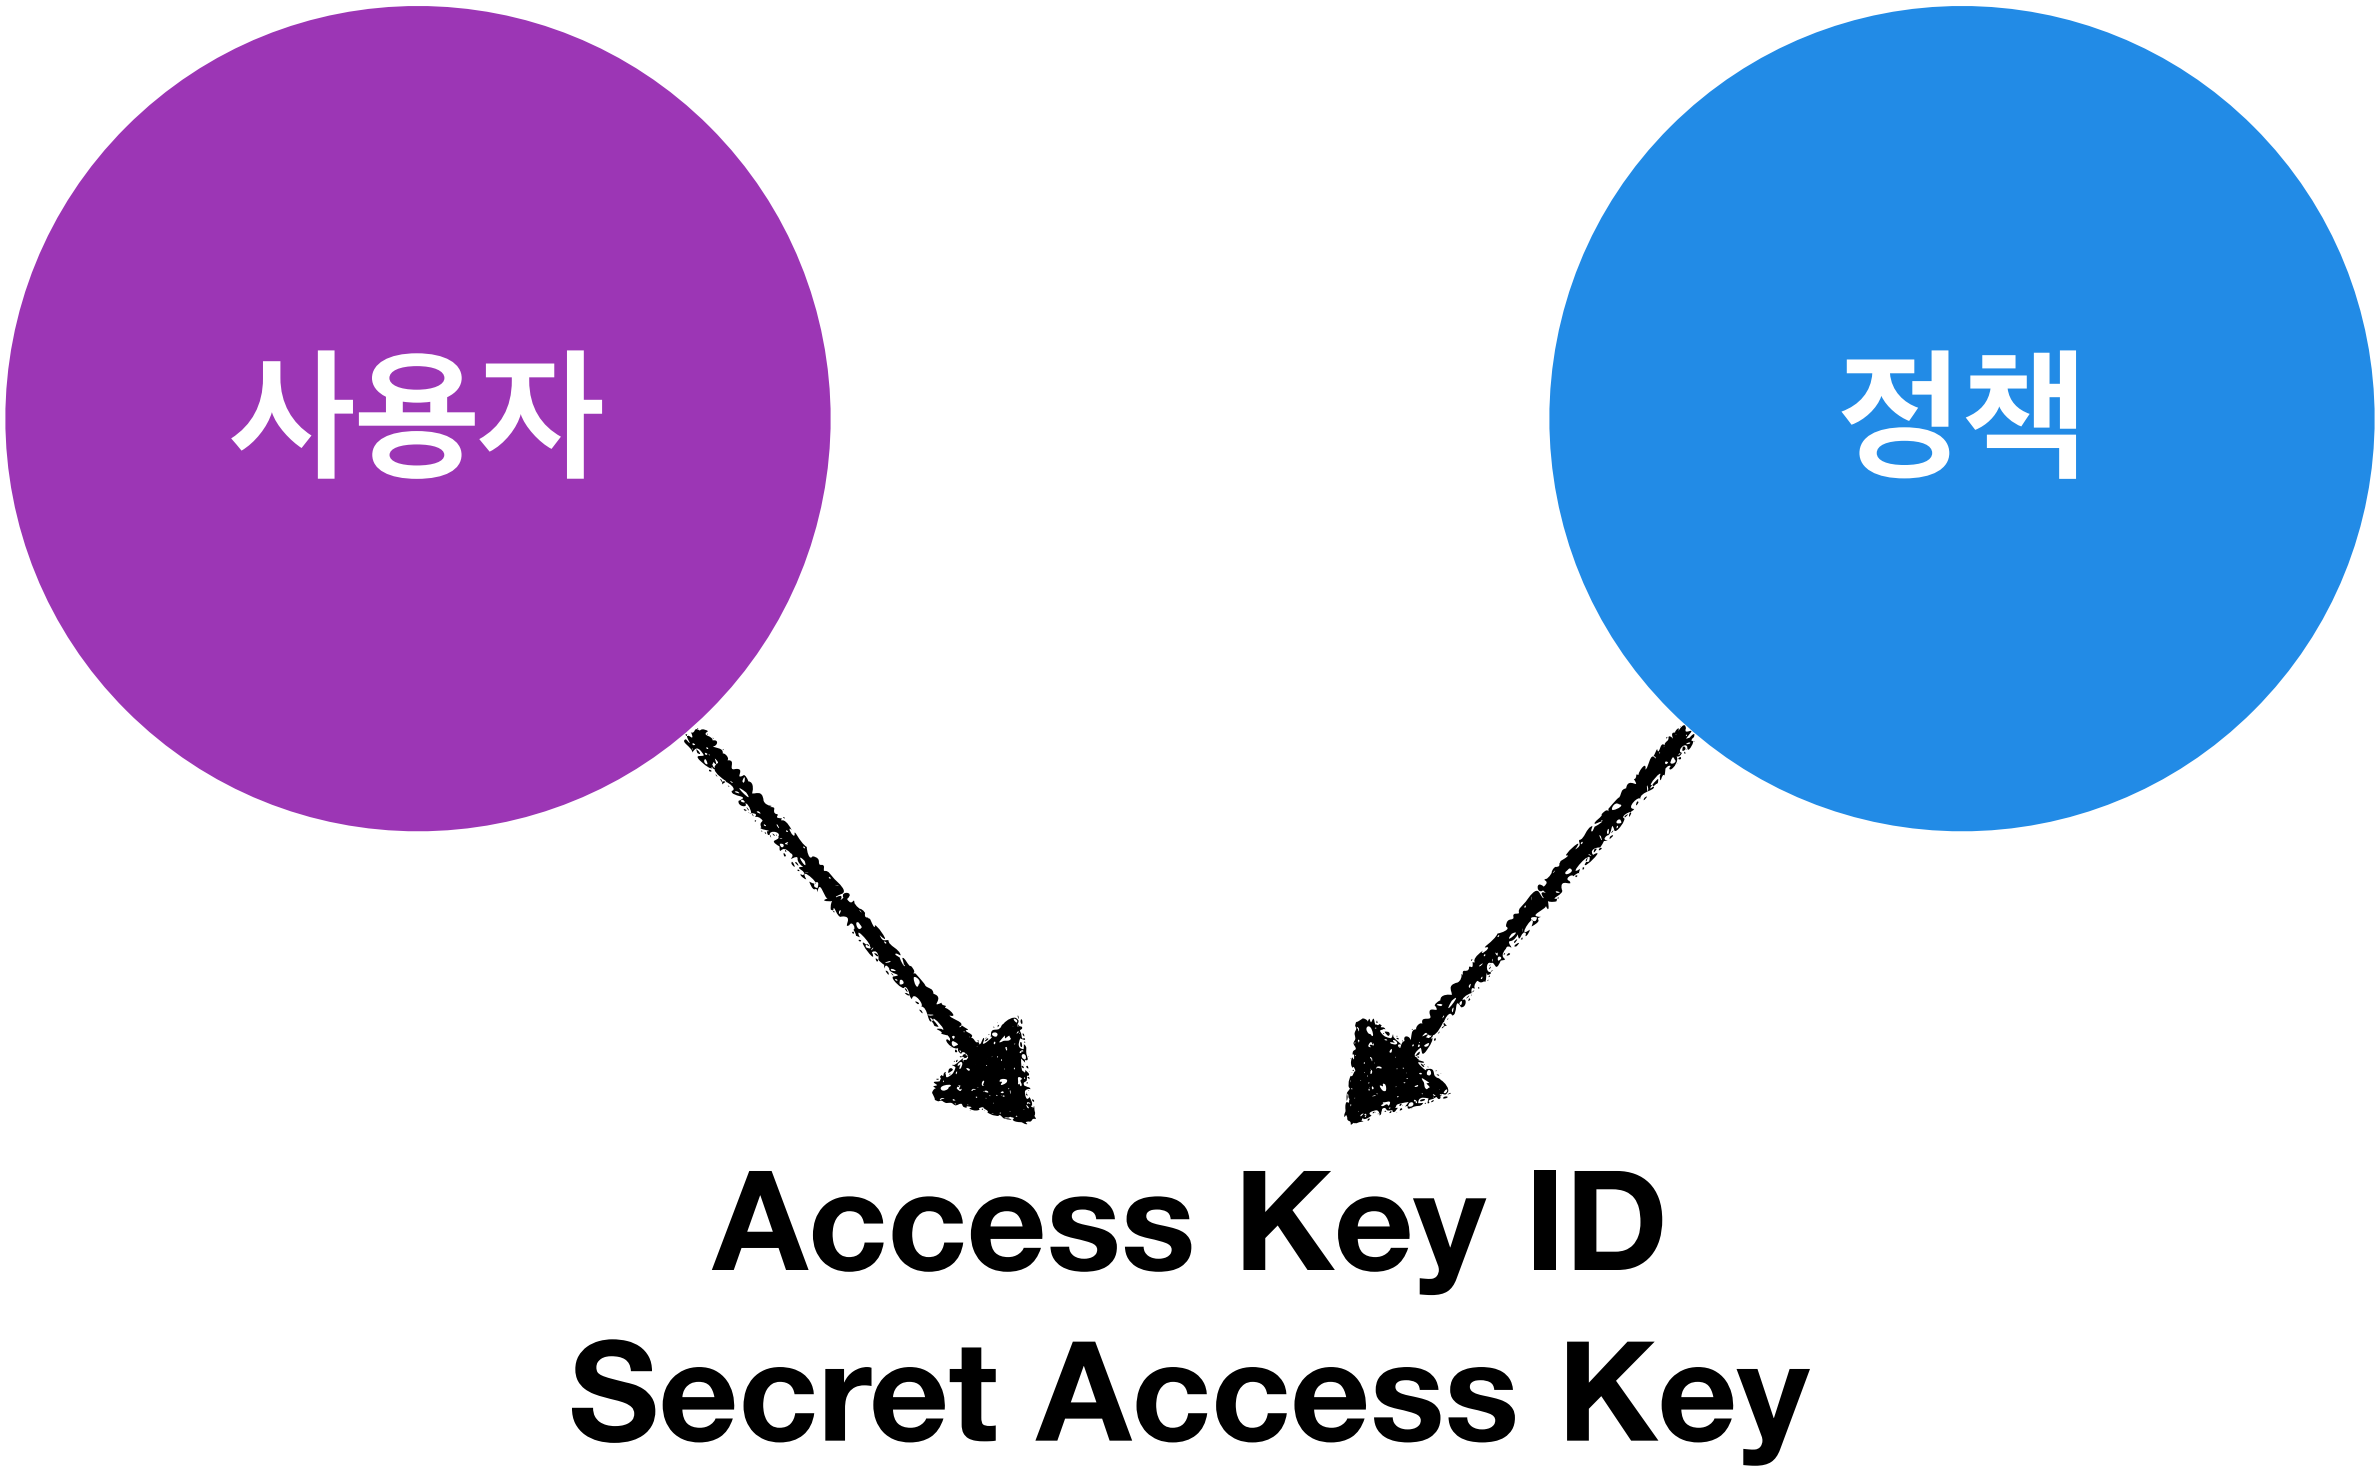 사용자
정책
Access Key ID
Secret Access Key